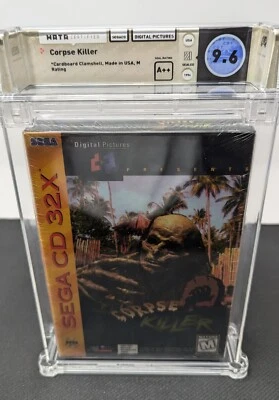 WATA CERTIFIED
DIGITAL PICTURES
Corpse Killer
*Cardboard Clamshell, Made in USA, M
Rating
A++
9.6
SEGA
Digital Pictures
PRESENTS
SEGA CD 32X
CORPSE
KILLER
M